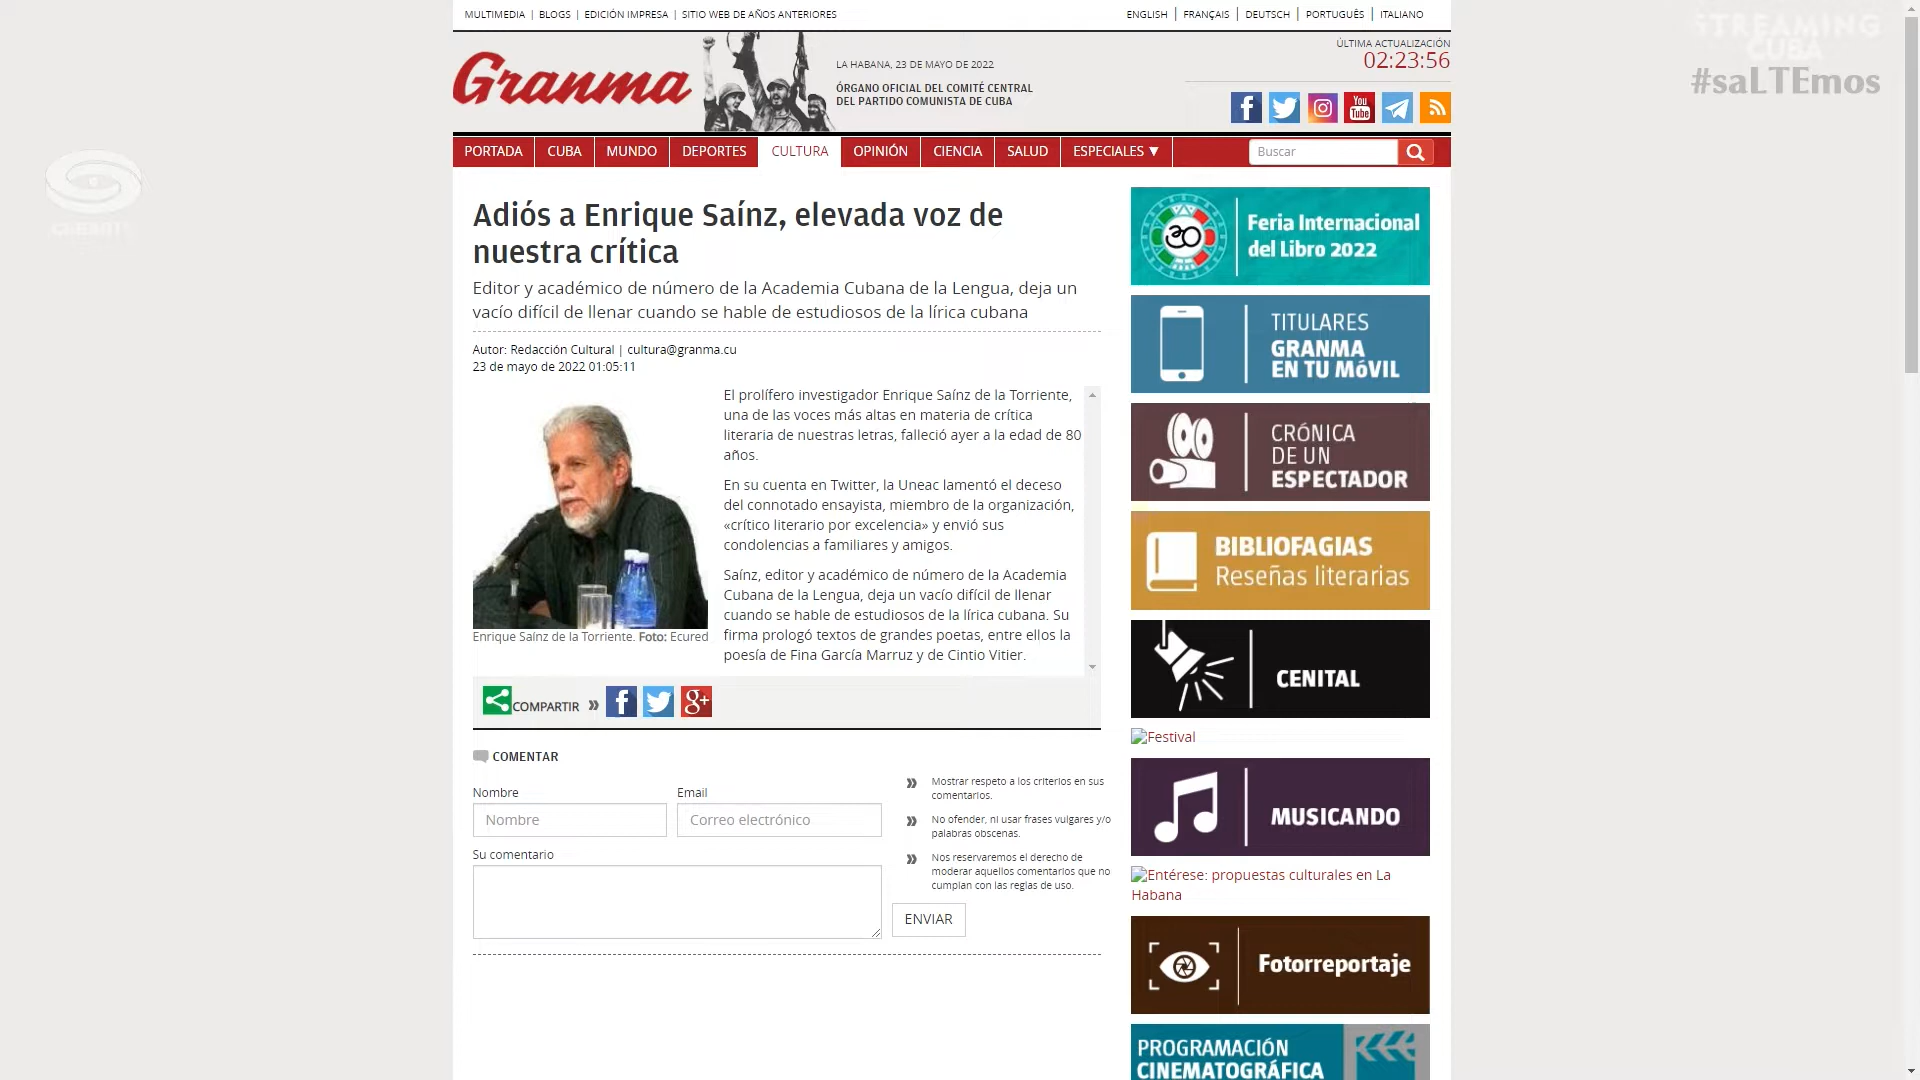 MULTIMEDIA | BLOGS | EDICIÓN IMPRESA | SITIO WEB DE AÑOS ANTERIORES
ENGLISH | FRANÇAIS | DEUTSCH | PORTUGUÊS | ITALIANO
STREAMING
CUBA
#saLTEmos
Granma
LA HABANA, 23 DE MAYO DE 2022
ÓRGANO OFICIAL DEL COMITÉ CENTRAL
DEL PARTIDO COMUNISTA DE CUBA
ÚLTIMA ACTUALIZACIÓN
02:23:56
You
Tube
PORTADA CUBA MUNDO DEPORTES CULTURA OPINIÓN CIENCIA SALUD ESPECIALES ▼
Buscar
Adiós a Enrique Saínz, elevada voz de
nuestra crítica
Editor y académico de número de la Academia Cubana de la Lengua, deja un
vacío difícil de llenar cuando se hable de estudiosos de la lírica cubana
Autor: Redacción Cultural | cultura@granma.cu
23 de mayo de 2022 01:05:11
El prolífero investigador Enrique Saínz de la Torriente,
una de las voces más altas en materia de crítica
literaria de nuestras letras, falleció ayer a la edad de 80
años.
En su cuenta en Twitter, la Uneac lamentó el deceso
del connotado ensayista, miembro de la organización,
«crítico literario por excelencia» y envió sus
condolencias a familiares y amigos.
Saínz, editor y académico de número de la Academia
Cubana de la Lengua, deja un vacío difícil de llenar
cuando se hable de estudiosos de la lírica cubana. Su
firma prologó textos de grandes poetas, entre ellos la
poesía de Fina García Marruz y de Cintio Vitier.
Enrique Saínz de la Torriente. Foto: Ecured
COMPARTIR »
COMENTAR
Nombre
Email
Nombre
Correo electrónico
Su comentario
» Mostrar respeto a los criterios en sus
comentarios.
» No ofender, ni usar frases vulgares y/o
palabras obscenas.
» Nos reservaremos el derecho de
moderar aquellos comentarios que no
cumplan con las reglas de uso.
ENVIAR
30
Feria Internacional
del Libro 2022
TITULARES
GRANMA
EN TU MóVIL
CRÓNICA
DE UN
ESPECTADOR
BIBLIOFAGIAS
Reseñas literarias
CENITAL
Festival
MUSICANDO
Entérese: propuestas culturales en La
Habana
Fotorreportaje
PROGRAMACIÓN
CINEMATOGRÁFICA